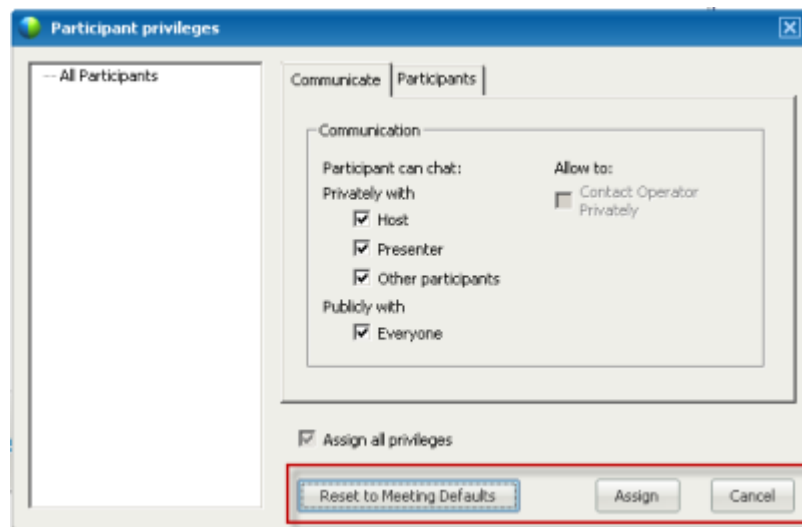 Participant privileges
All Participants
Communicate Participants
Communication
Participant can chat: Allow to:
Privately with Contact Operator
Privately
Host
Presenter
Other participants
Publicly with
Everyone
Assign all privileges
Reset to Meeting Defaults Assign Cancel